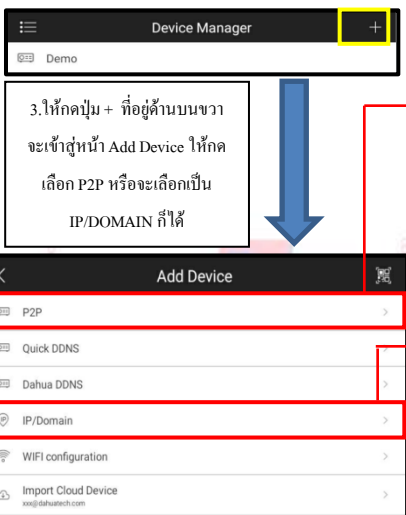 Device Manager +
Demo
3.ให้กดปุ่ม + ที่อยู่ด้านบนขวา
จะเข้าสู่หน้า Add Device ให้กด
เลือก P2P หรือจะเลือกเป็น
IP/DOMAIN ก็ได้
Add Device
P2P
Quick DDNS
Dahua DDNS
IP/Domain
WIFI configuration
Import Cloud Device
xxx@dahuatech.com